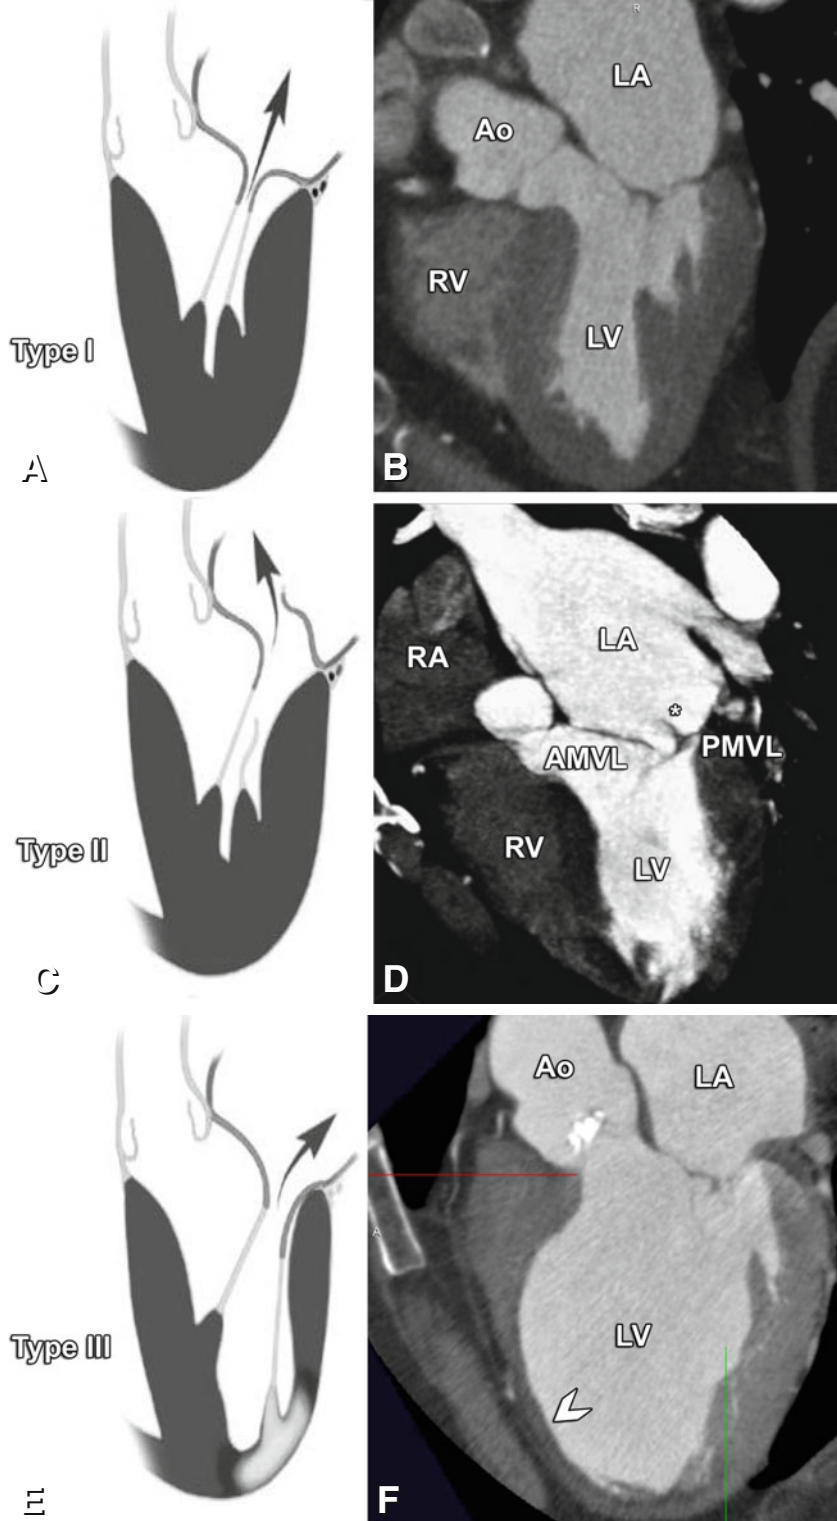 R
LA
Ao
RV
LV
Type I
A
B
LA
RA
*
AMVL
PMVL
RV
LV
Type II
C
D
Ao
LA
A
LV
Type III
E
F